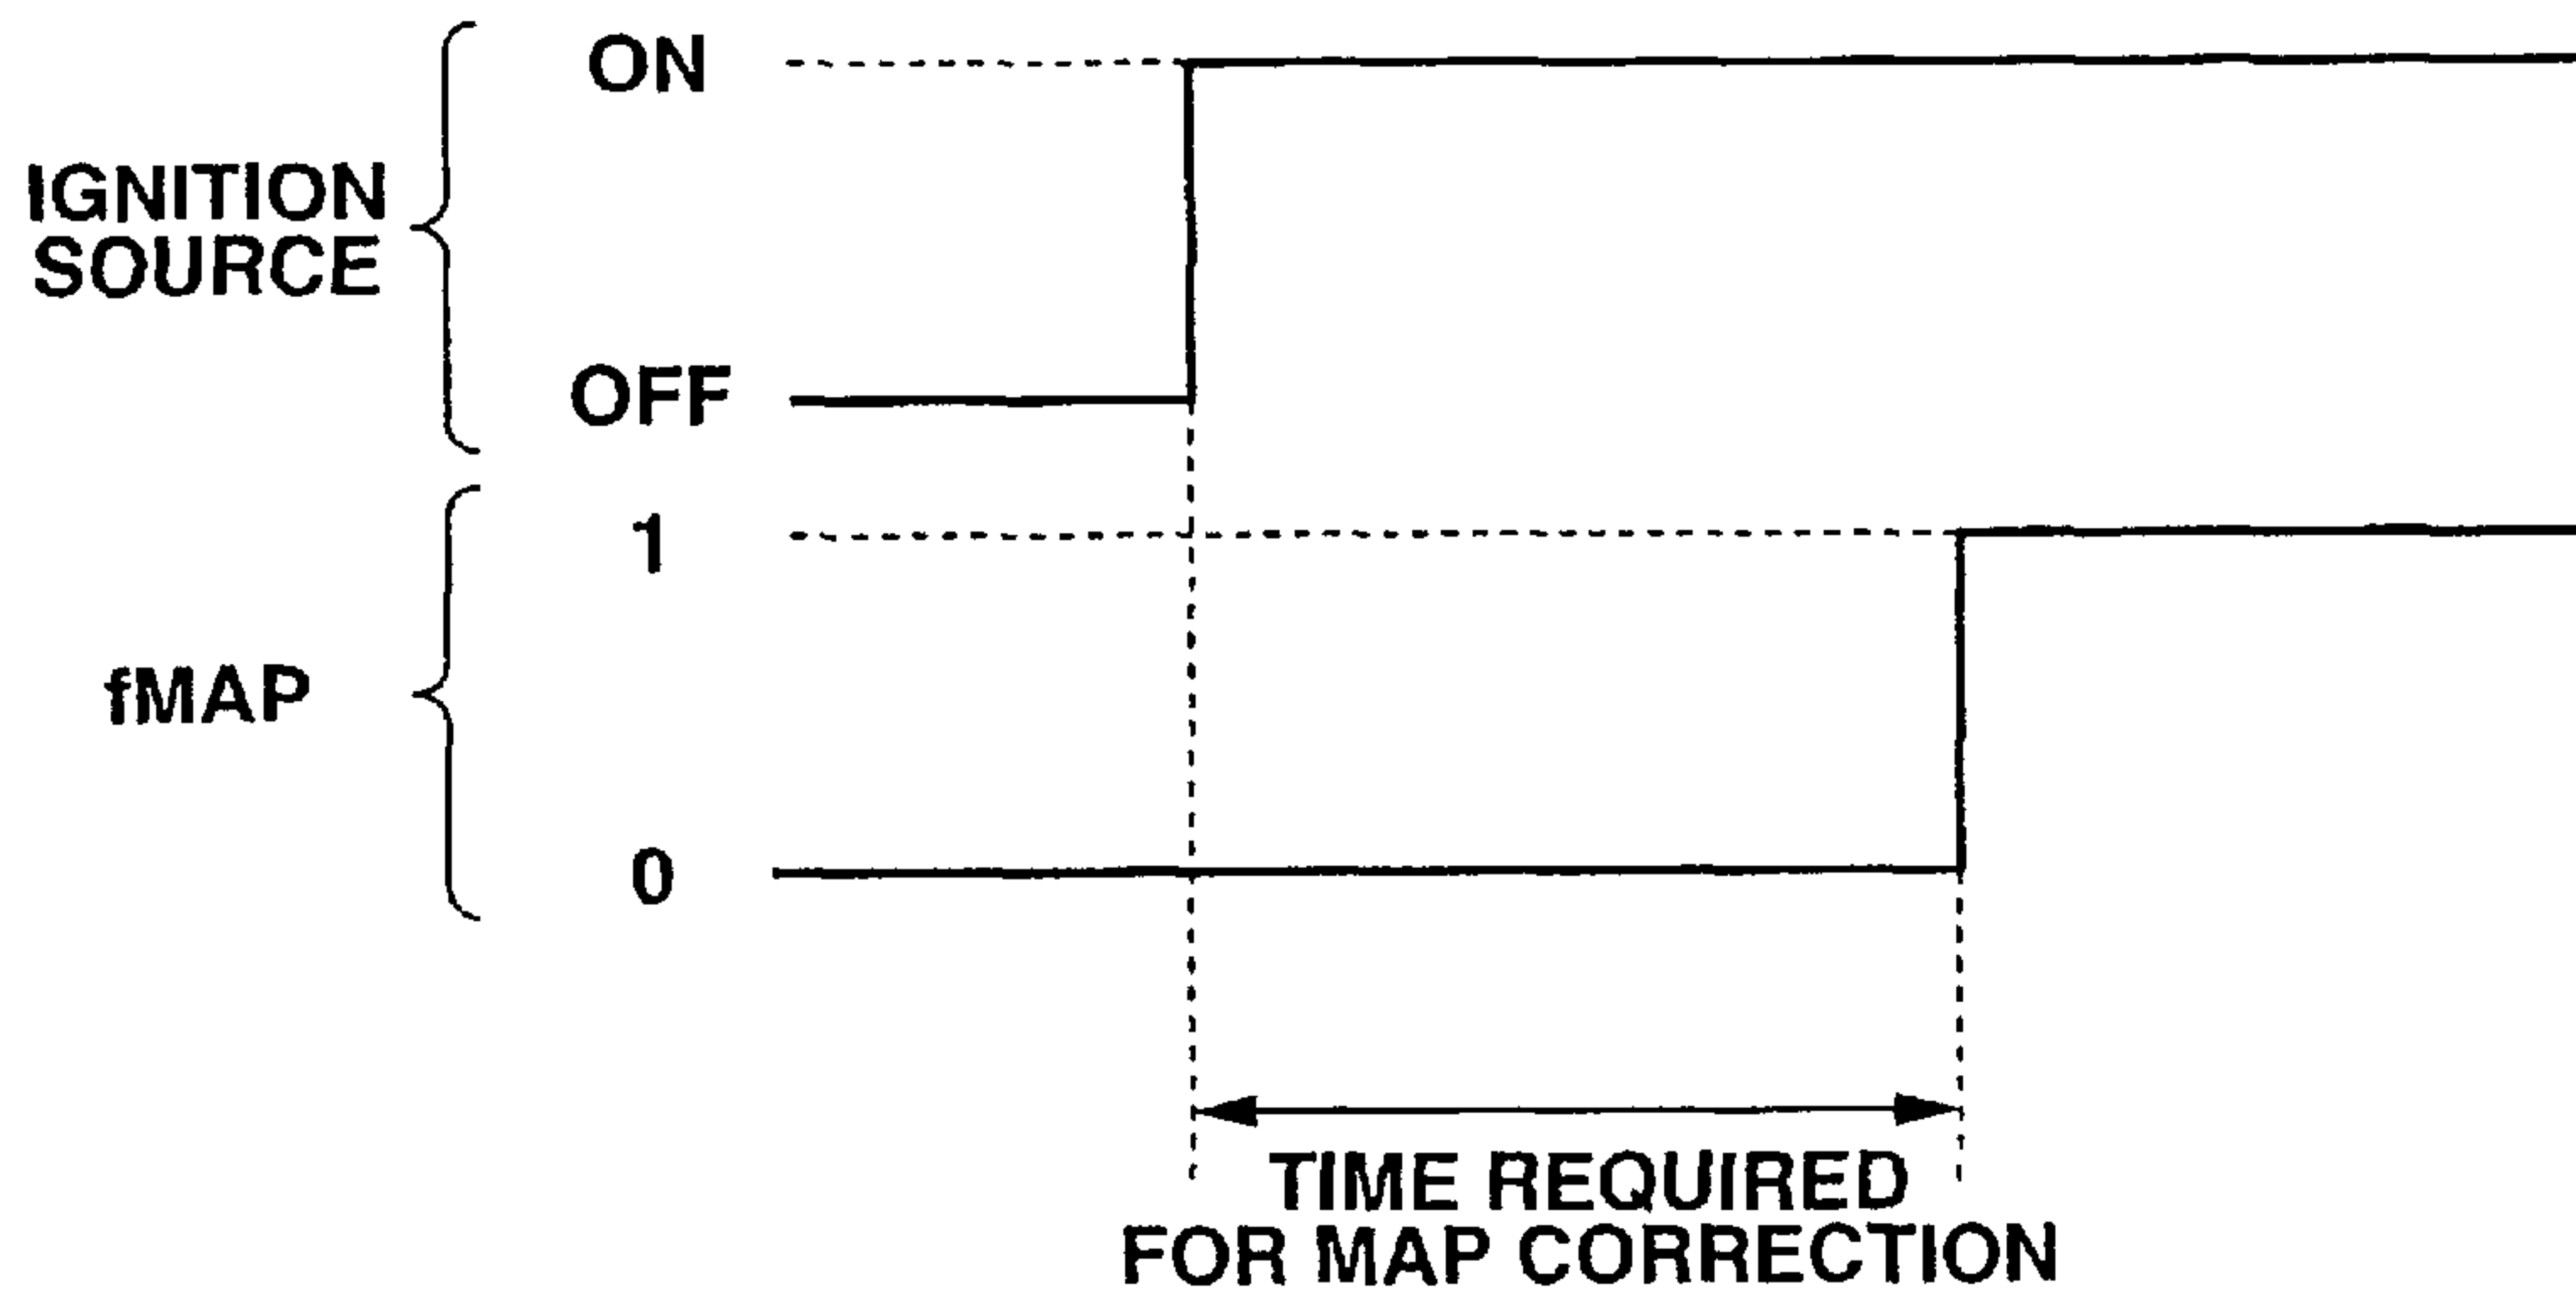 ON
IGNITION
SOURCE
OFF
1
fMAP
0
TIME REQUIRED
FOR MAP CORRECTION